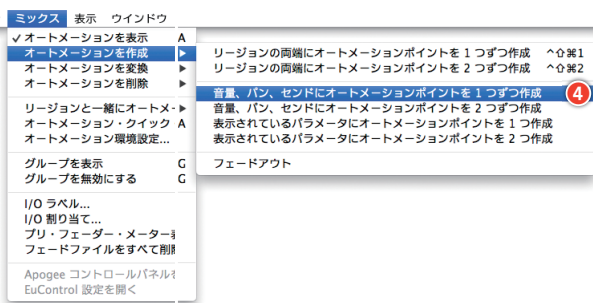 ミックス 表示 ウインドウ
✓オートメーションを表示 A
オートメーションを作成 ▶
オートメーションを変換 ▶
オートメーションを削除 ▶
リージョンと一緒にオートメ- ▶
オートメーション・クイック A
オートメーション環境設定...
グループを表示 G
グループを無効にする G
I/O ラベル...
I/O 割り当て...
プリ・フェーダー・メーター
フェードファイルをすべて削
Apogee コントロールパネルを
EuControl 設定を開く
リージョンの両端にオートメーションポイントを 1 つずつ作成 ^⇧⌘1
リージョンの両端にオートメーションポイントを 2 つずつ作成 ^⇧⌘2
音量、パン、センドにオートメーションポイントを 1 つずつ作成
4
音量、パン、センドにオートメーションポイントを 2 つずつ作成
表示されているパラメータにオートメーションポイントを 1 つ作成
表示されているパラメータにオートメーションポイントを 2 つ作成
フェードアウト